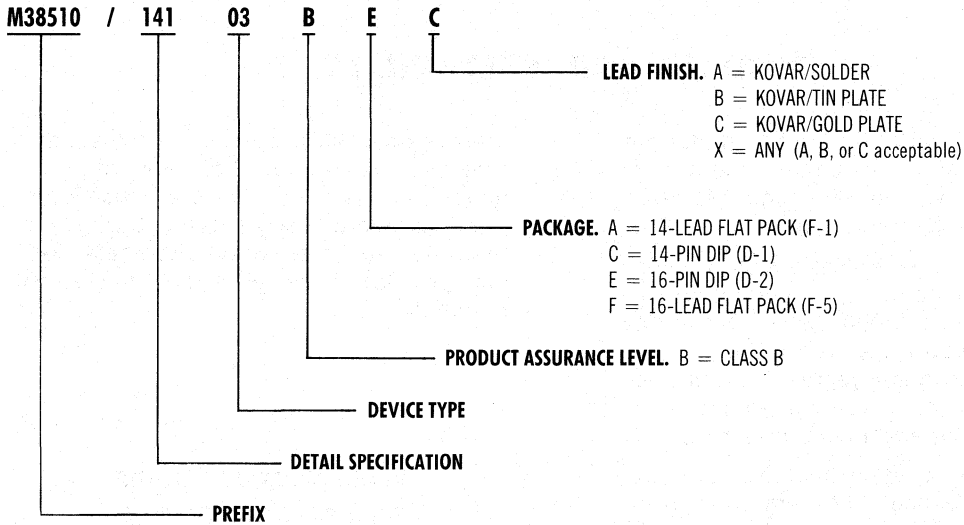 M38510 / 141 03 B E C
LEAD FINISH. A = KOVAR/SOLDER
B = KOVAR/TIN PLATE
C = KOVAR/GOLD PLATE
X = ANY (A, B, or C acceptable)
PACKAGE. A = 14-LEAD FLAT PACK (F-1)
C = 14-PIN DIP (D-1)
E = 16-PIN DIP (D-2)
F = 16-LEAD FLAT PACK (F-5)
PRODUCT ASSURANCE LEVEL. B = CLASS B
DEVICE TYPE
DETAIL SPECIFICATION
PREFIX